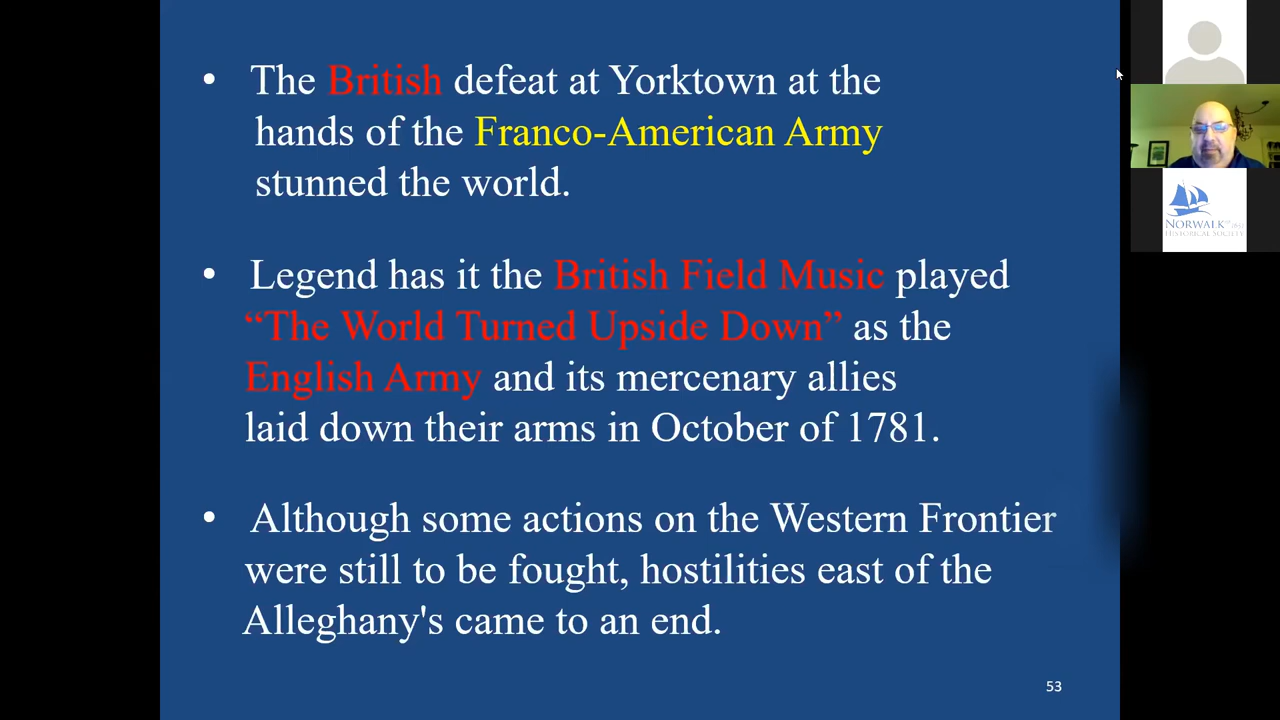 • The British defeat at Yorktown at the
hands of the Franco-American Army
stunned the world.
• Legend has it the British Field Music played
“The World Turned Upside Down” as the
English Army and its mercenary allies
laid down their arms in October of 1781.
• Although some actions on the Western Frontier
were still to be fought, hostilities east of the
Alleghany's came to an end.
53
NORWALK
HISTORICAL SOCIETY